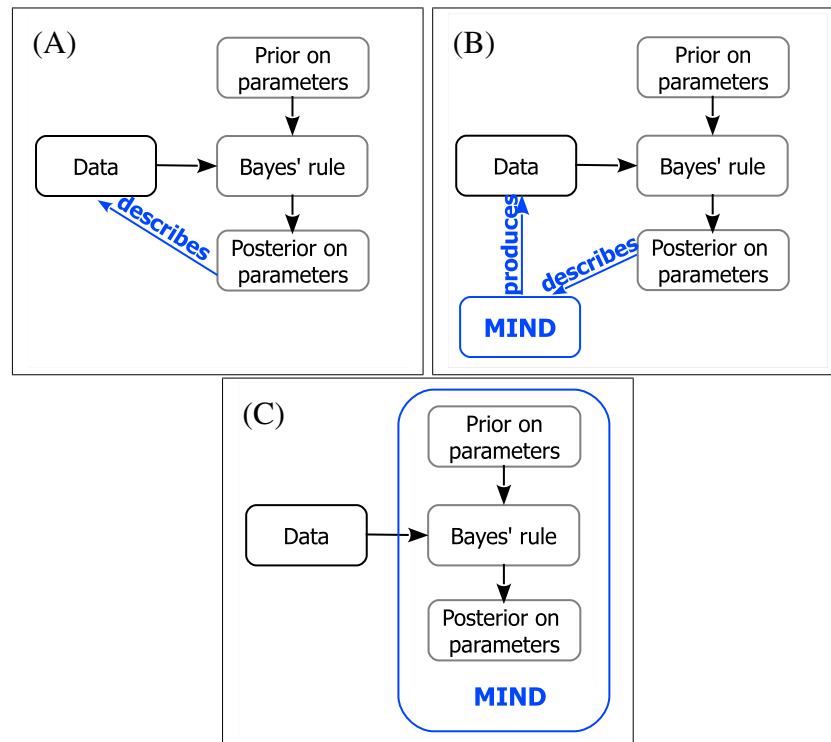 (A)
Prior on
parameters
Data
Bayes' rule
describes
Posterior on
parameters
(B)
Prior on
parameters
Data
Bayes' rule
produces
describes
Posterior on
parameters
MIND
(C)
Prior on
parameters
Data
Bayes' rule
Posterior on
parameters
MIND